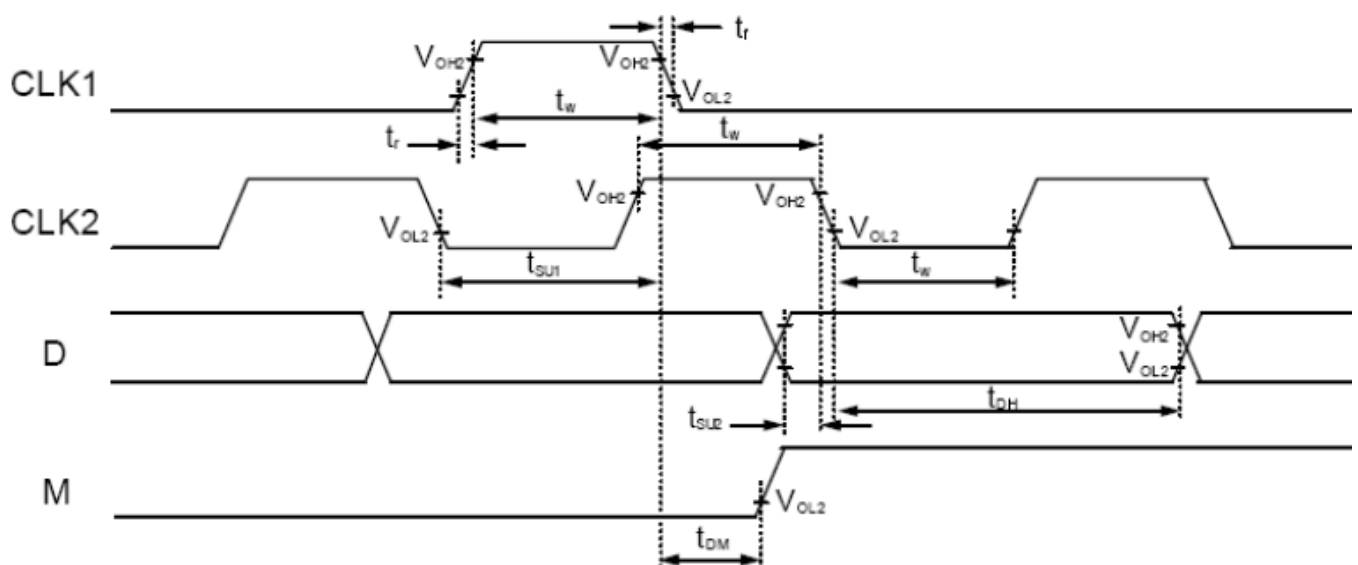 tr
VOH2
VOH2
CLK1
VOL2
tw
tr
tw
VOH2
VOH2
CLK2
VOL2
VOL2
tSU1
tw
D
VOH2
VOL2
tSU2
tDH
M
VOL2
tDM